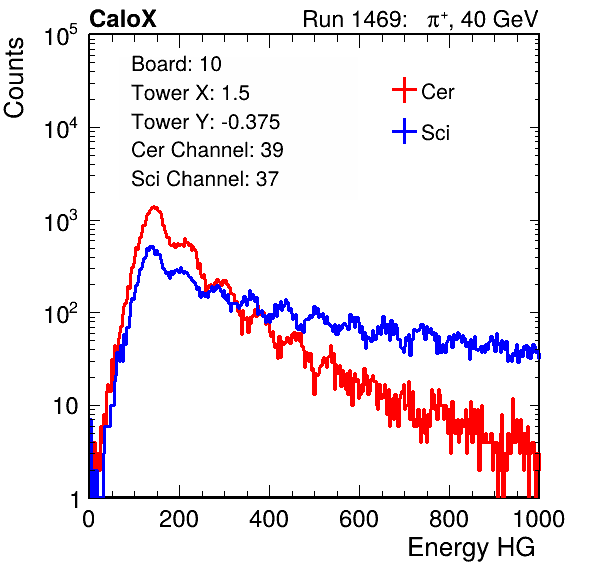 CaloX Run 1469: π⁺, 40 GeV
Counts
10⁵
10⁴
10³
10²
10
1
Board: 10
Tower X: 1.5
Tower Y: -0.375
Cer Channel: 39
Sci Channel: 37
Cer
Sci
0 200 400 600 800 1000
Energy HG